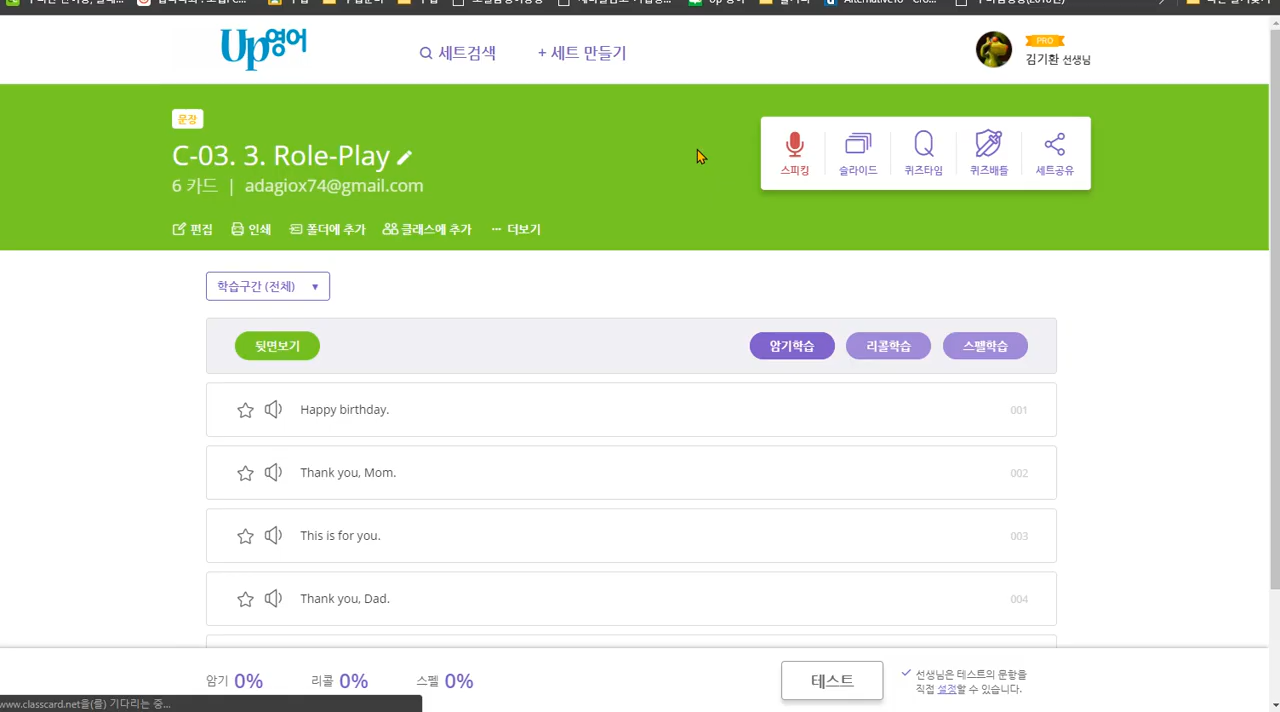 Up영어
세트검색
+ 세트 만들기
PRO
김기환 선생님
문장
C-03. 3. Role-Play
6 카드 | adagiox74@gmail.com
편집
인쇄
폴더에 추가
클래스에 추가
··· 더보기
스피킹
슬라이드
퀴즈타임
퀴즈배틀
세트공유
학습구간 (전체) ▼
뒷면보기
암기학습
리콜학습
스펠학습
Happy birthday.
001
Thank you, Mom.
002
This is for you.
003
Thank you, Dad.
004
암기 0%
리콜 0%
스펠 0%
테스트
선생님은 테스트의 문항을
직접 설정할 수 있습니다.
www.classcard.net을(를) 기다리는 중...